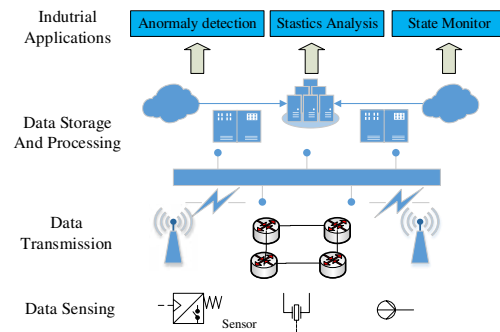 Indutrial Applications
Anormaly detection
Stastics Analysis
State Monitor
Data Storage
And Processing
Data
Transmission
Data Sensing
Sensor